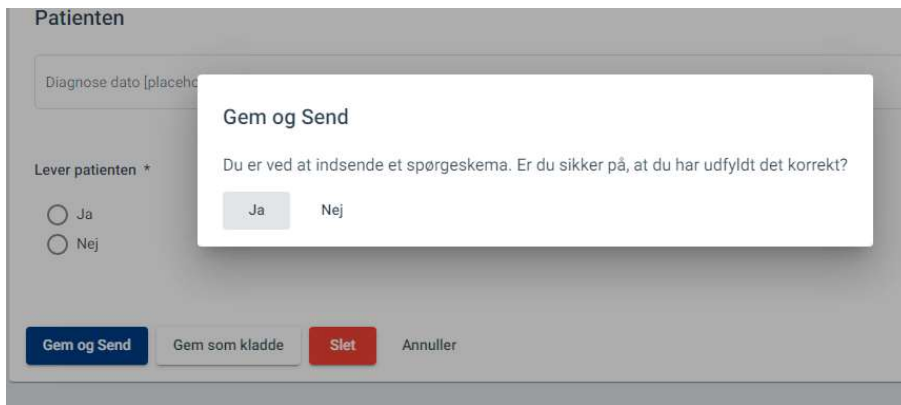 Patienten
Diagnose dato [placeho
Gem og Send
Du er ved at indsende et spørgeskema. Er du sikker på, at du har udfyldt det korrekt?
Ja Nej
Lever patienten *
Ja
Nej
Gem og Send Gem som kladde Slet Annuller